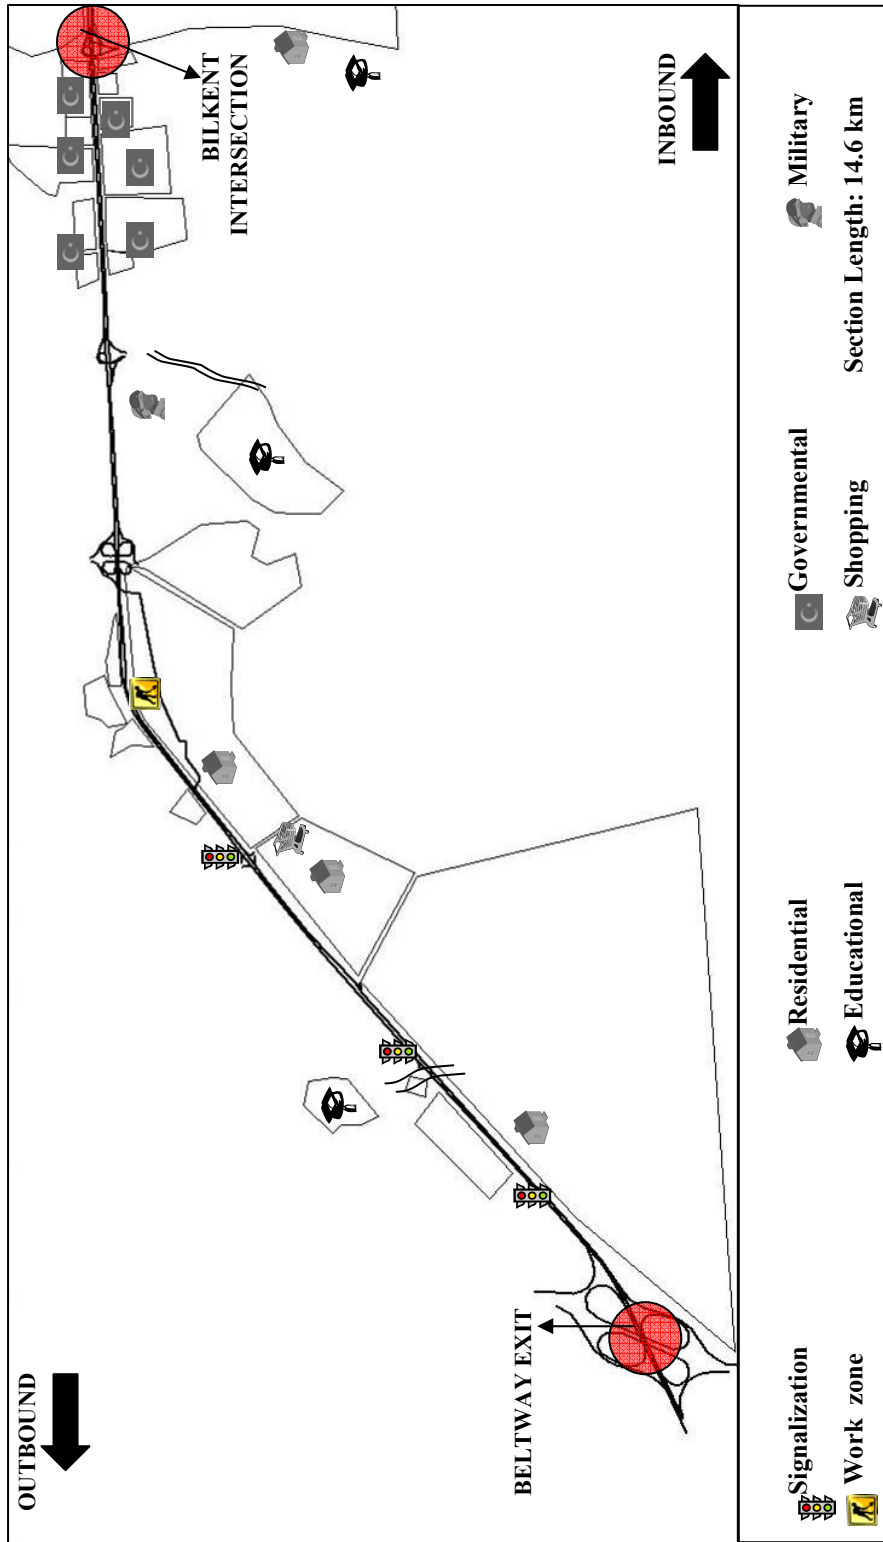 OUTBOUND
INBOUND
BELTWAY EXIT
BILKENT
INTERSECTION
Signalization
Residential
Governmental
Military
Work zone
Educational
Shopping
Section Length: 14.6 km